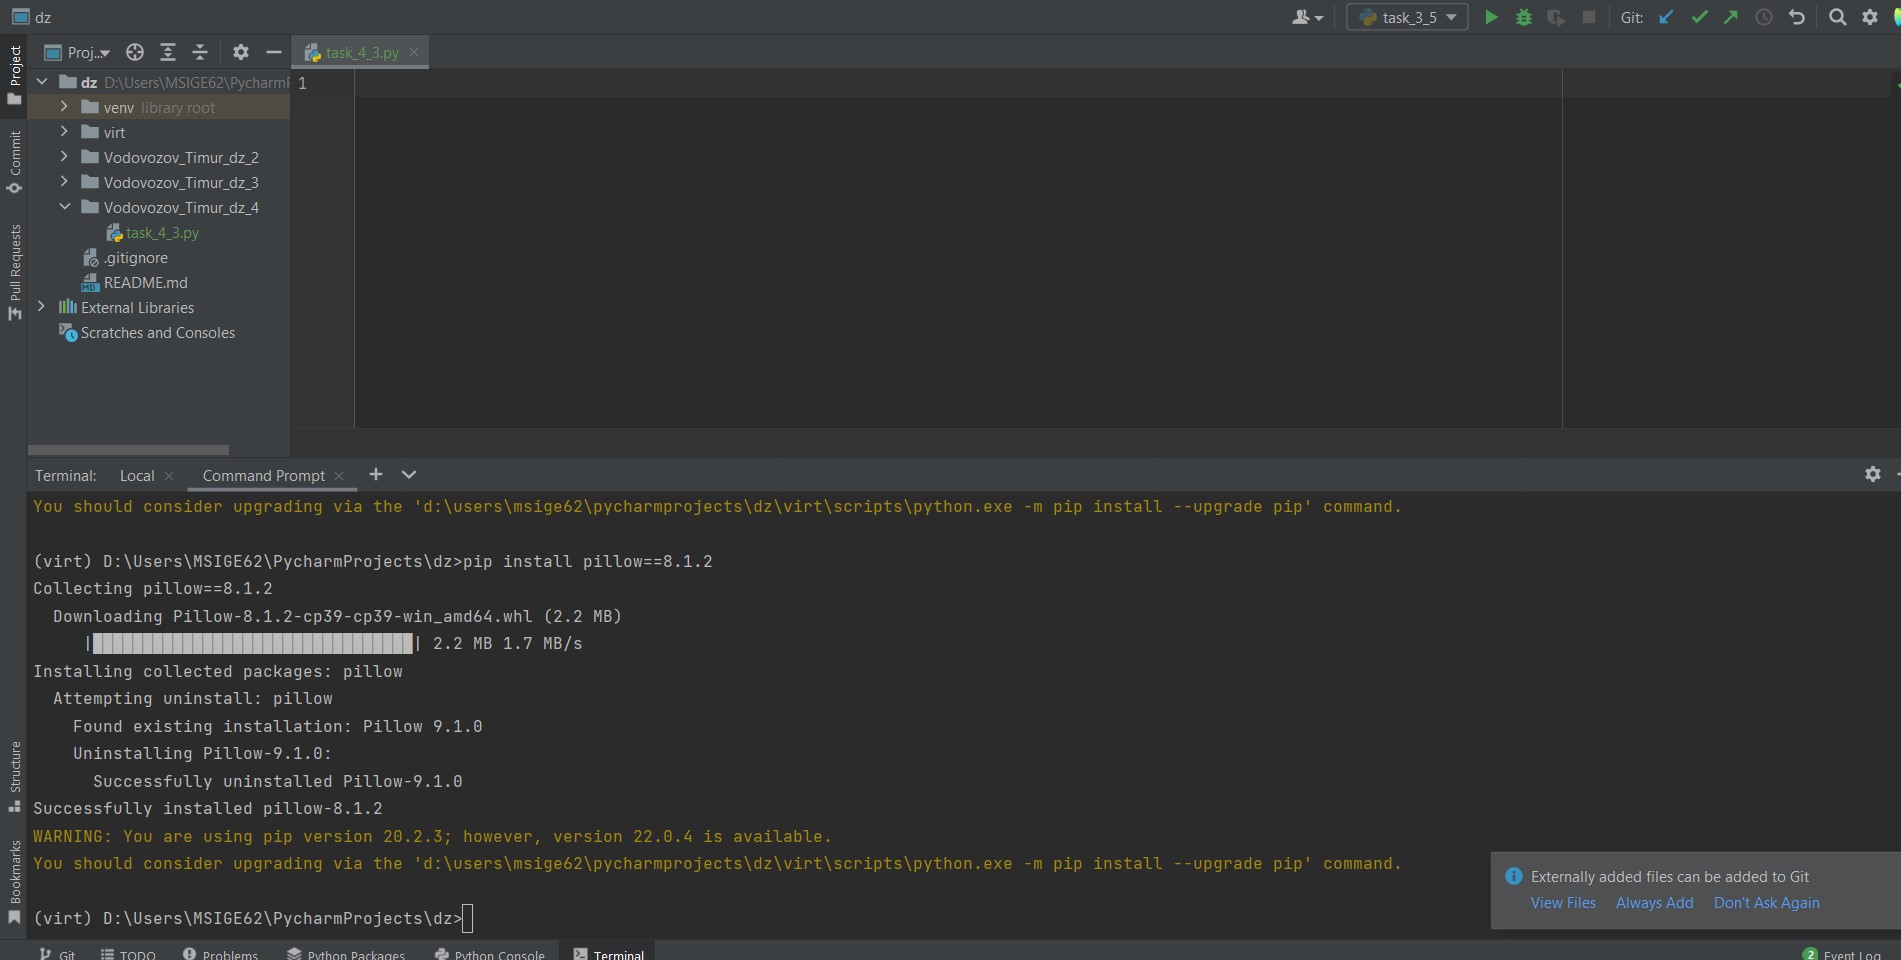 dz
task_3_5
Git:
Proj...
task_4_3.py
Project
dz D:\Users\MSIGE62\Pycharm
1
venv library root
virt
Commit
Vodovozov_Timur_dz_2
Vodovozov_Timur_dz_3
Vodovozov_Timur_dz_4
task_4_3.py
Pull Requests
.gitignore
README.md
External Libraries
Scratches and Consoles
Terminal: Local Command Prompt
You should consider upgrading via the 'd:\users\msige62\pycharmprojects\dz\virt\scripts\python.exe -m pip install --upgrade pip' command.
(virt) D:\Users\MSIGE62\PycharmProjects\dz>pip install pillow==8.1.2
Collecting pillow==8.1.2
Downloading Pillow-8.1.2-cp39-cp39-win_amd64.whl (2.2 MB)
|████████████████████████████████| 2.2 MB 1.7 MB/s
Installing collected packages: pillow
Attempting uninstall: pillow
Found existing installation: Pillow 9.1.0
Uninstalling Pillow-9.1.0:
Structure
Successfully uninstalled Pillow-9.1.0
Successfully installed pillow-8.1.2
WARNING: You are using pip version 20.2.3; however, version 22.0.4 is available.
You should consider upgrading via the 'd:\users\msige62\pycharmprojects\dz\virt\scripts\python.exe -m pip install --upgrade pip' command.
Bookmarks
(virt) D:\Users\MSIGE62\PycharmProjects\dz>
Externally added files can be added to Git
View Files Always Add Don't Ask Again
Git TODO Problems Python Packages Python Console Terminal 2 Event Log